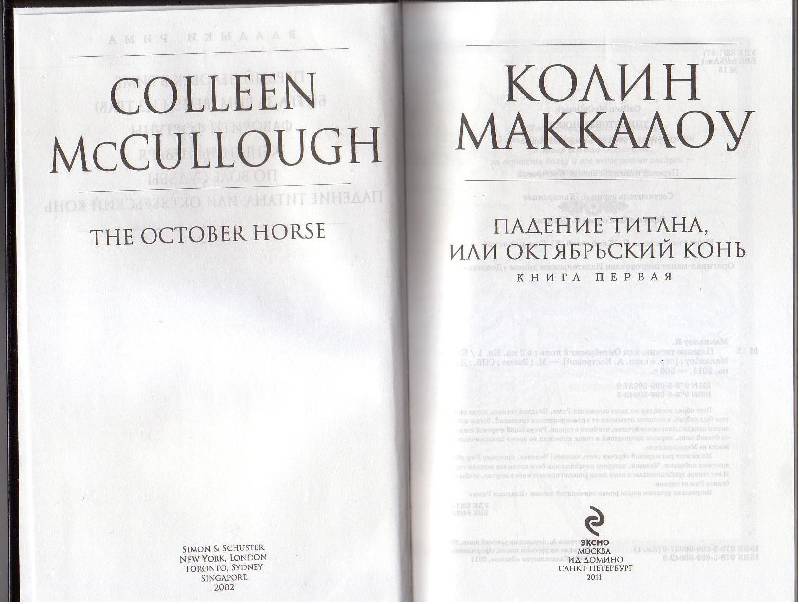 COLLEEN
MCCULLOUGH
THE OCTOBER HORSE
SIMON & SCHUSTER
NEW YORK, LONDON
TORONTO, SYDNEY
SINGAPORE
2002
КОЛИН
МАККАЛОУ
ПАДЕНИЕ ТИТАНА,
ИЛИ ОКТЯБРЬСКИЙ КОНЬ
КНИГА ПЕРВАЯ
ЭКСМО
МОСКВА
ИД ДОМИНО
САНКТ-ПЕТЕРБУРГ
2011